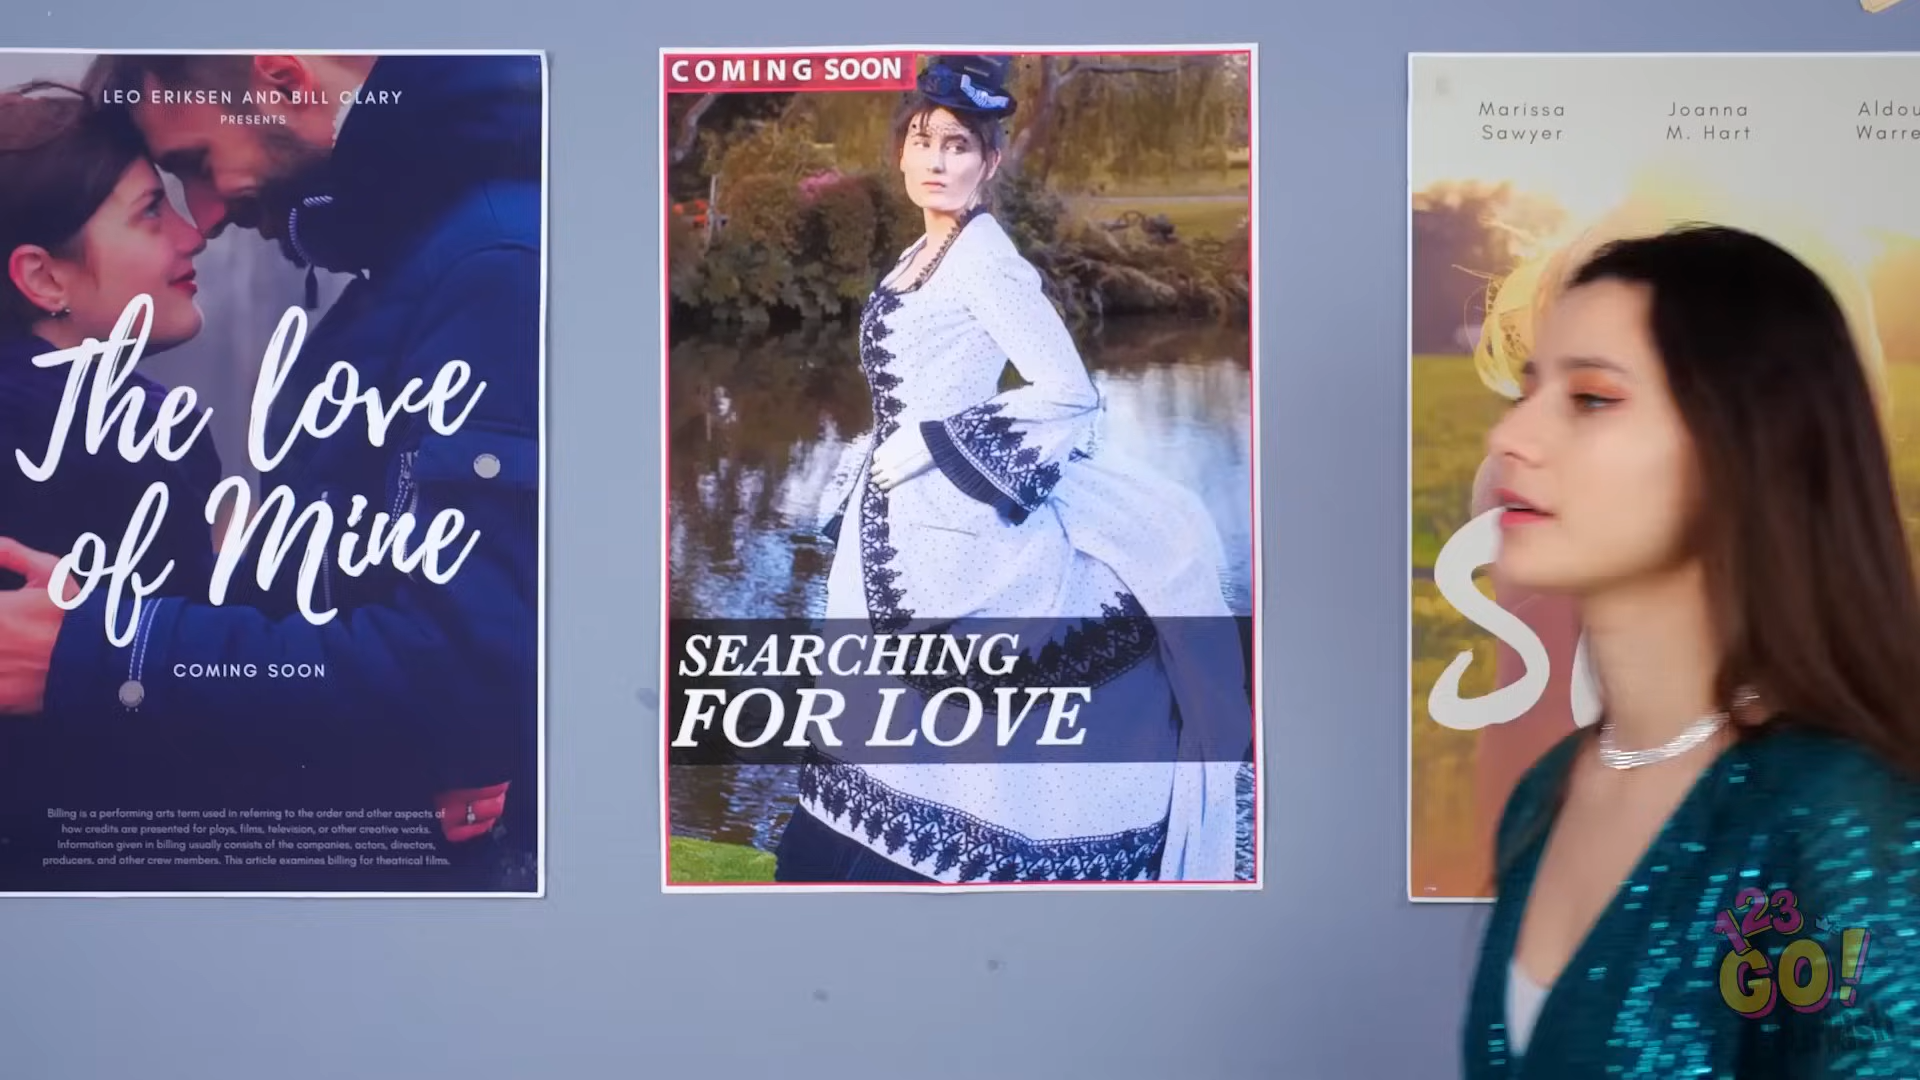 LEO ERIKSEN AND BILL CLARY
PRESENTS
The love
of Mine
COMING SOON
Billing is a performing arts term used in referring to the order and other aspects of
how credits are presented for plays, films, television, or other creative works.
Information given in billing usually consists of the companies, actors, directors,
producers, and other crew members. This article examines billing for theatrical films.
COMING SOON
SEARCHING
FOR LOVE
Marissa
Sawyer
Joanna
M. Hart
Aldou
Warre
S
123
GO!